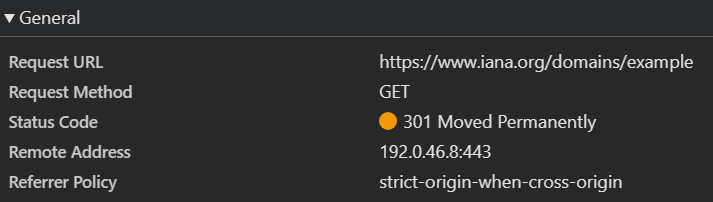 General
Request URL https://www.iana.org/domains/example
Request Method GET
Status Code 301 Moved Permanently
Remote Address 192.0.46.8:443
Referrer Policy strict-origin-when-cross-origin